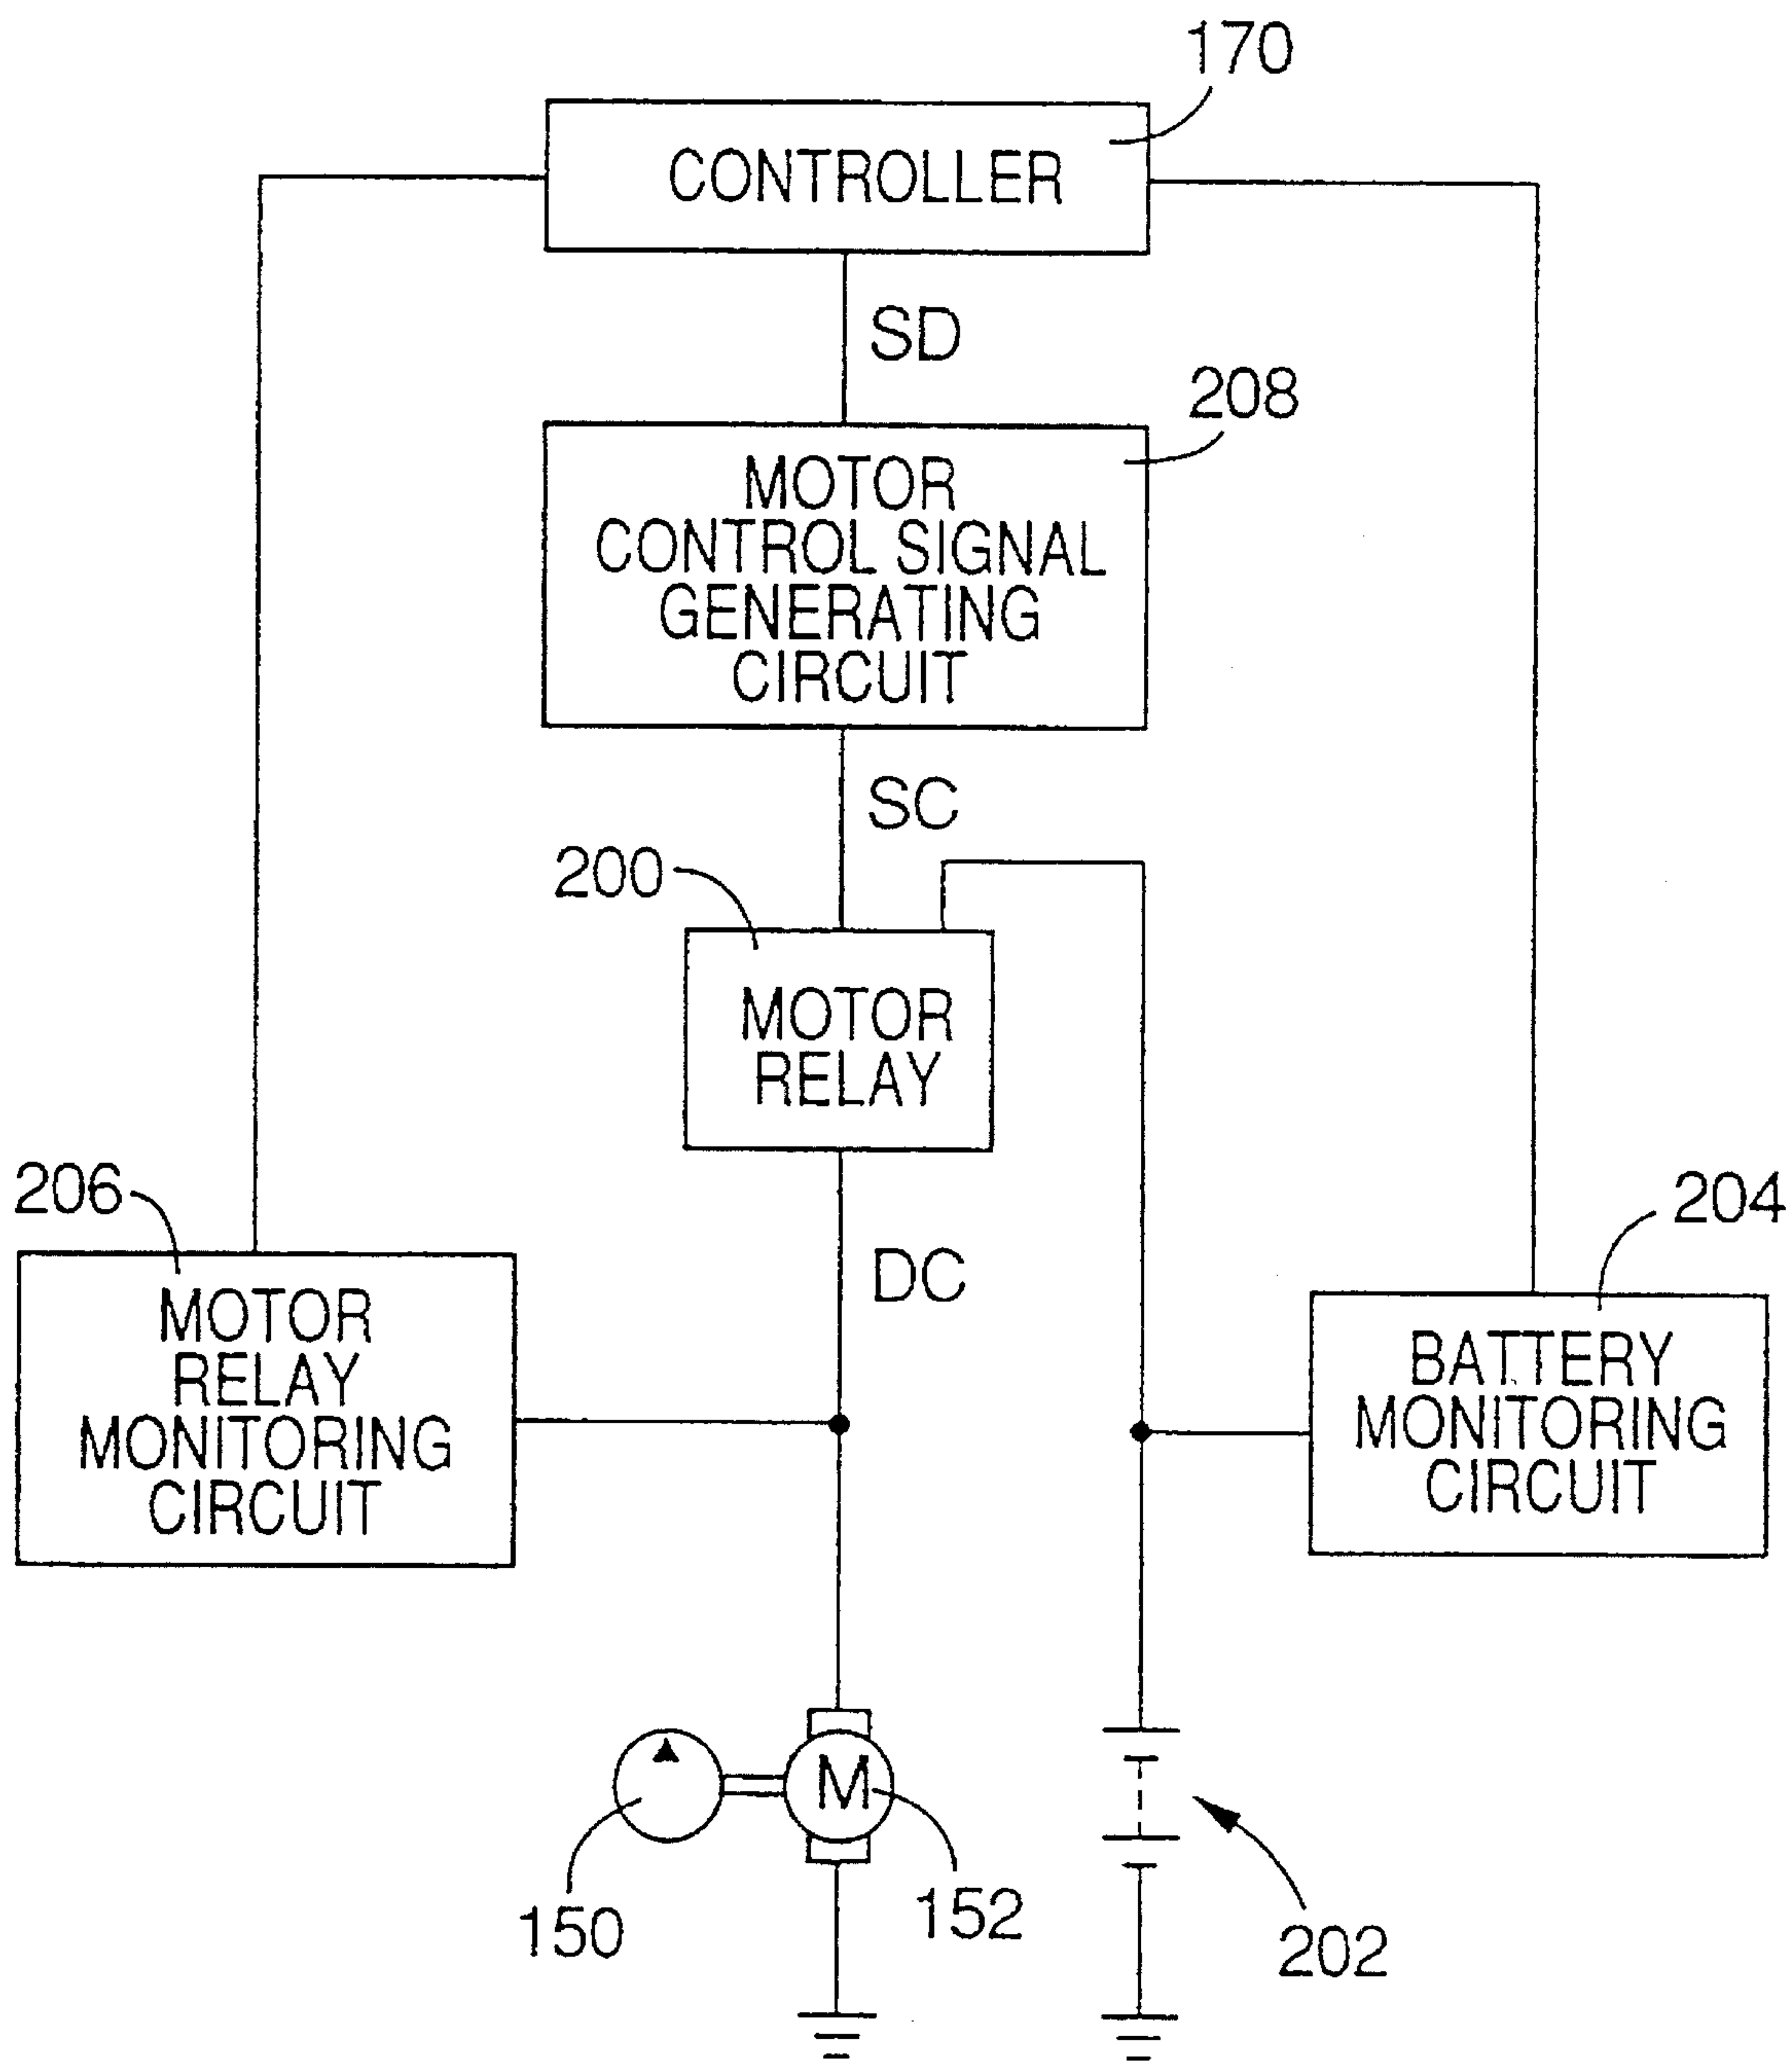 170
CONTROLLER
SD
208
MOTOR
CONTROL SIGNAL
GENERATING
CIRCUIT
SC
200
MOTOR
RELAY
206
DC
204
MOTOR
RELAY
MONITORING
CIRCUIT
BATTERY
MONITORING
CIRCUIT
M
150
152
202